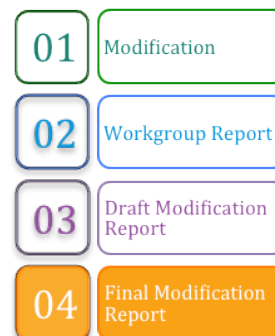 01 Modification
02 Workgroup Report
03 Draft Modification
Report
04 Final Modification
Report